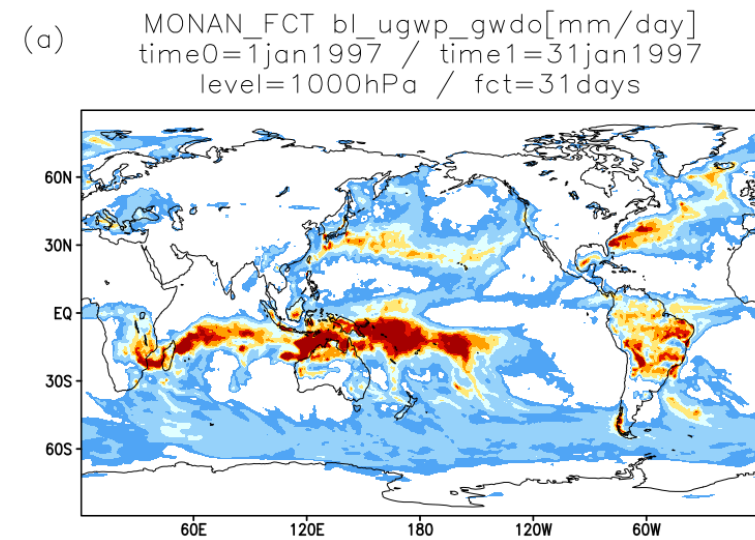 (a)
MONAN_FCT bl_ugwp_gwdo[mm/day]
time0=1jan1997 / time1=31jan1997
level=1000hPa / fct=31days
60N
30N
EQ
30S
60S
60E 120E 180 120W 60W